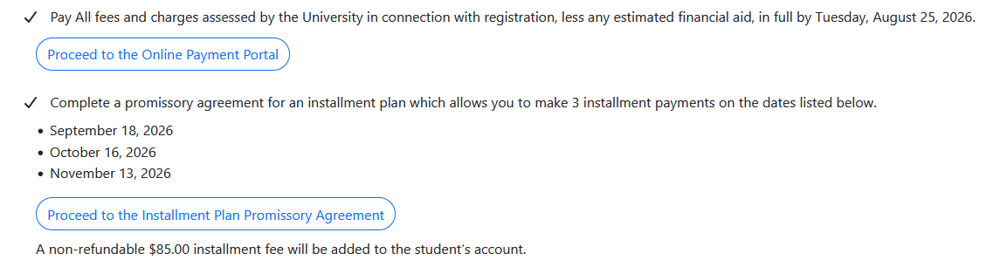 ✓ Pay All fees and charges assessed by the University in connection with registration, less any estimated financial aid, in full by Tuesday, August 25, 2026.
Proceed to the Online Payment Portal
✓ Complete a promissory agreement for an installment plan which allows you to make 3 installment payments on the dates listed below.
• September 18, 2026
• October 16, 2026
• November 13, 2026
Proceed to the Installment Plan Promissory Agreement
A non-refundable $85.00 installment fee will be added to the student's account.